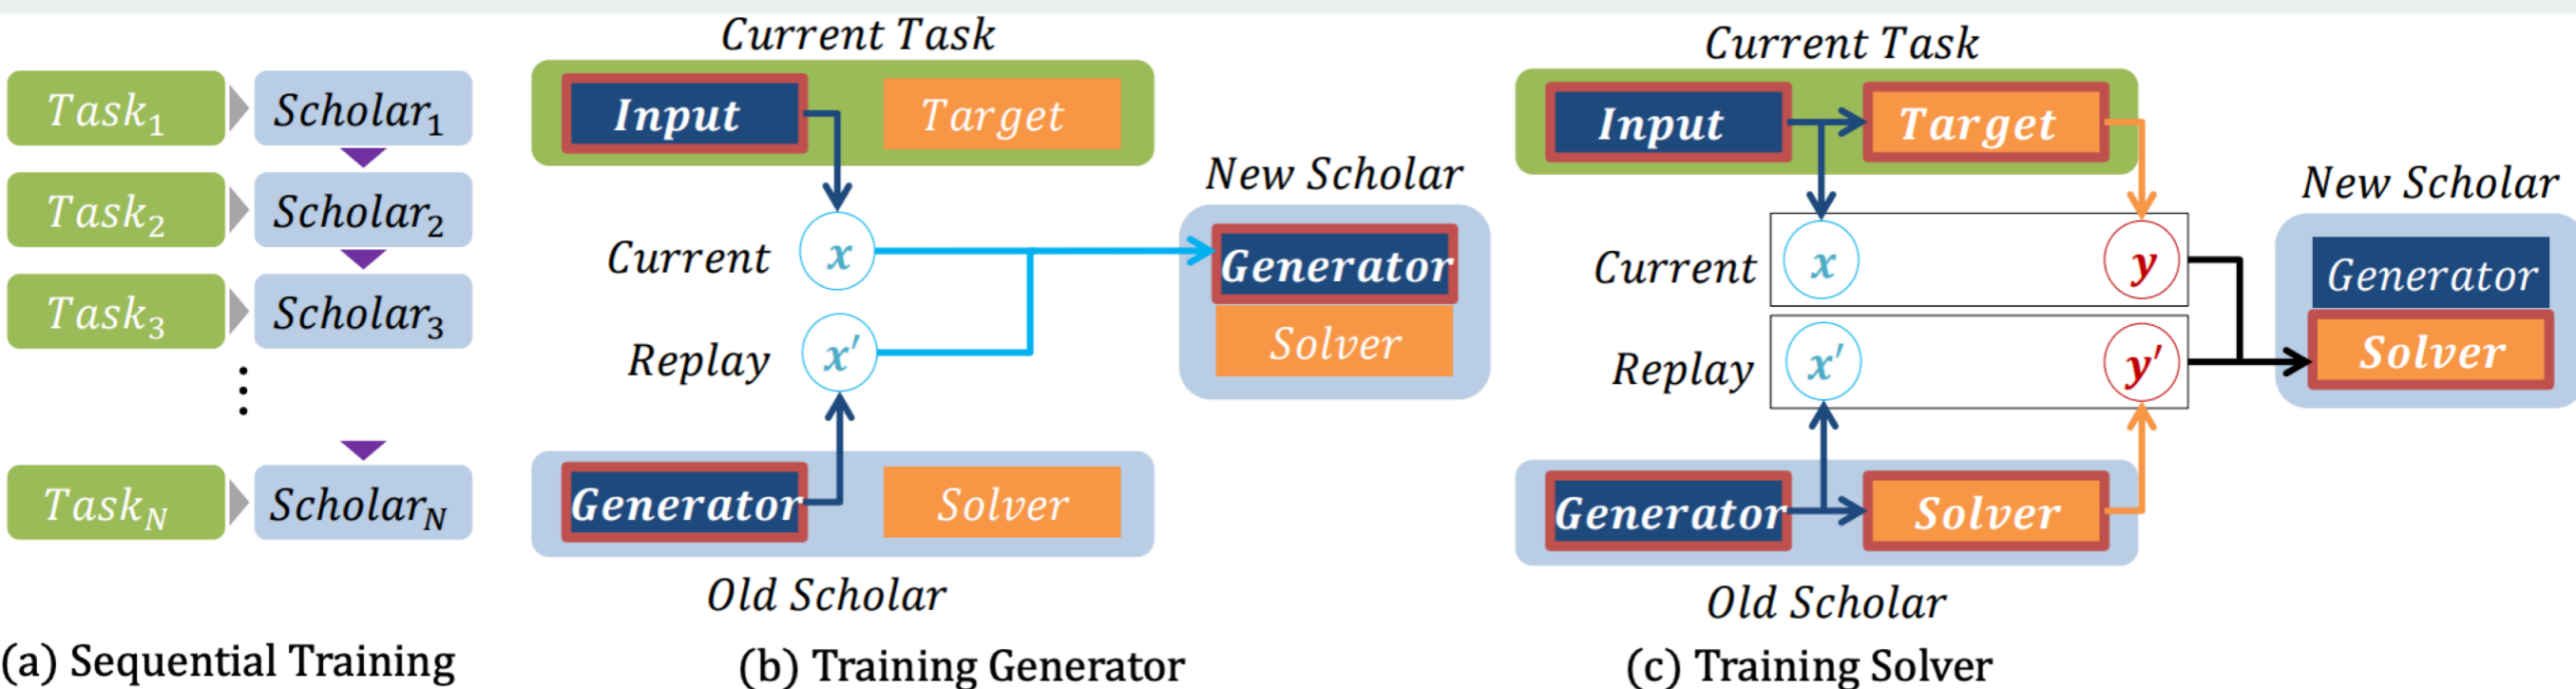 Task₁
Scholar₁
Task₂
Scholar₂
Task₃
Scholar₃
⋮
Task_N
Scholar_N
(a) Sequential Training
Current Task
Input
Target
Current
x
Replay
x′
New Scholar
Generator
Solver
Generator
Solver
Old Scholar
(b) Training Generator
Current Task
Input
Target
Current
x
y
Replay
x′
y′
New Scholar
Generator
Solver
Generator
Solver
Old Scholar
(c) Training Solver